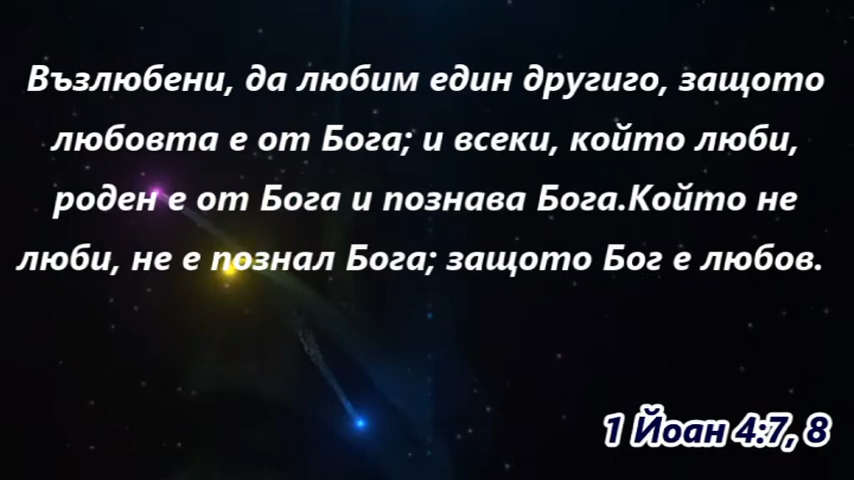 Възлюбени, да любим един другиго, защото
любовта е от Бога; и всеки, който люби,
роден е от Бога и познава Бога.Който не
люби, не е познал Бога; защото Бог е любов.
1 Йоан 4:7, 8